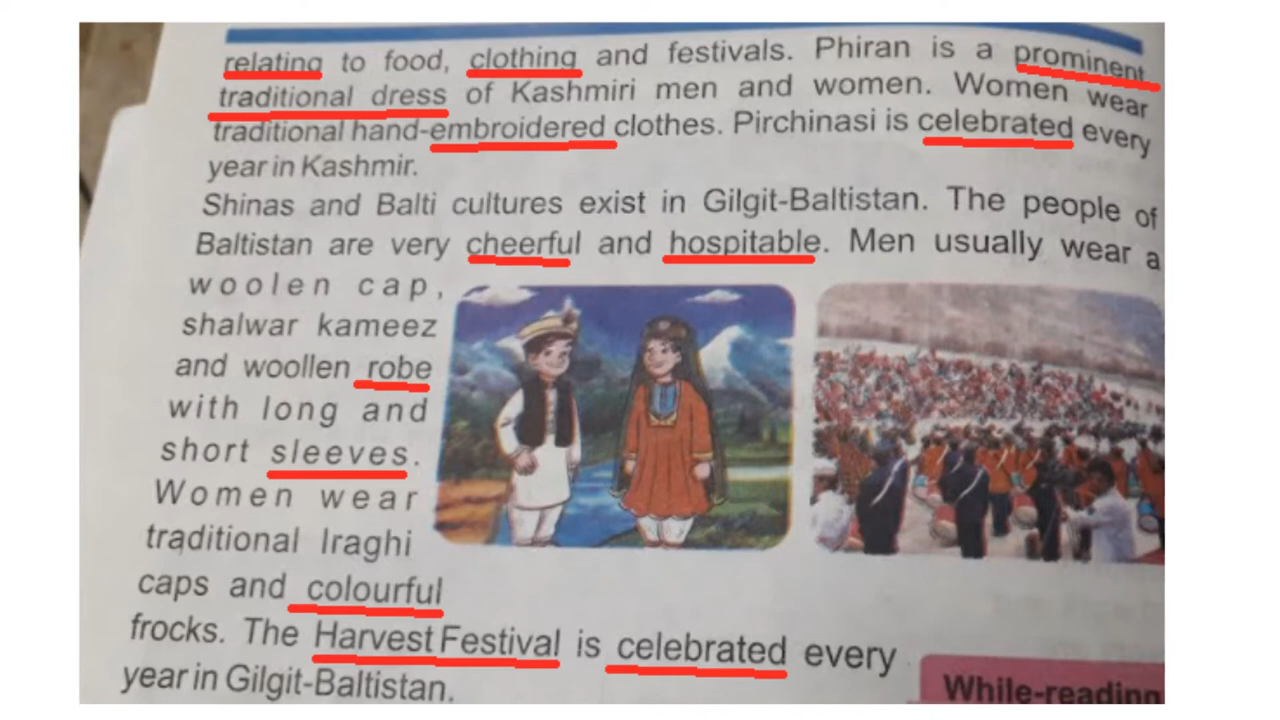 relating to food, clothing and festivals. Phiran is a prominent
traditional dress of Kashmiri men and women. Women wear
traditional hand-embroidered clothes. Pirchinasi is celebrated every
year in Kashmir.
Shinas and Balti cultures exist in Gilgit-Baltistan. The people of
Baltistan are very cheerful and hospitable. Men usually wear a
woolen cap,
shalwar kameez
and woollen robe
with long and
short sleeves.
Women wear
traditional Iraghi
caps and colourful
frocks. The Harvest Festival is celebrated every
year in Gilgit-Baltistan.
While-reading